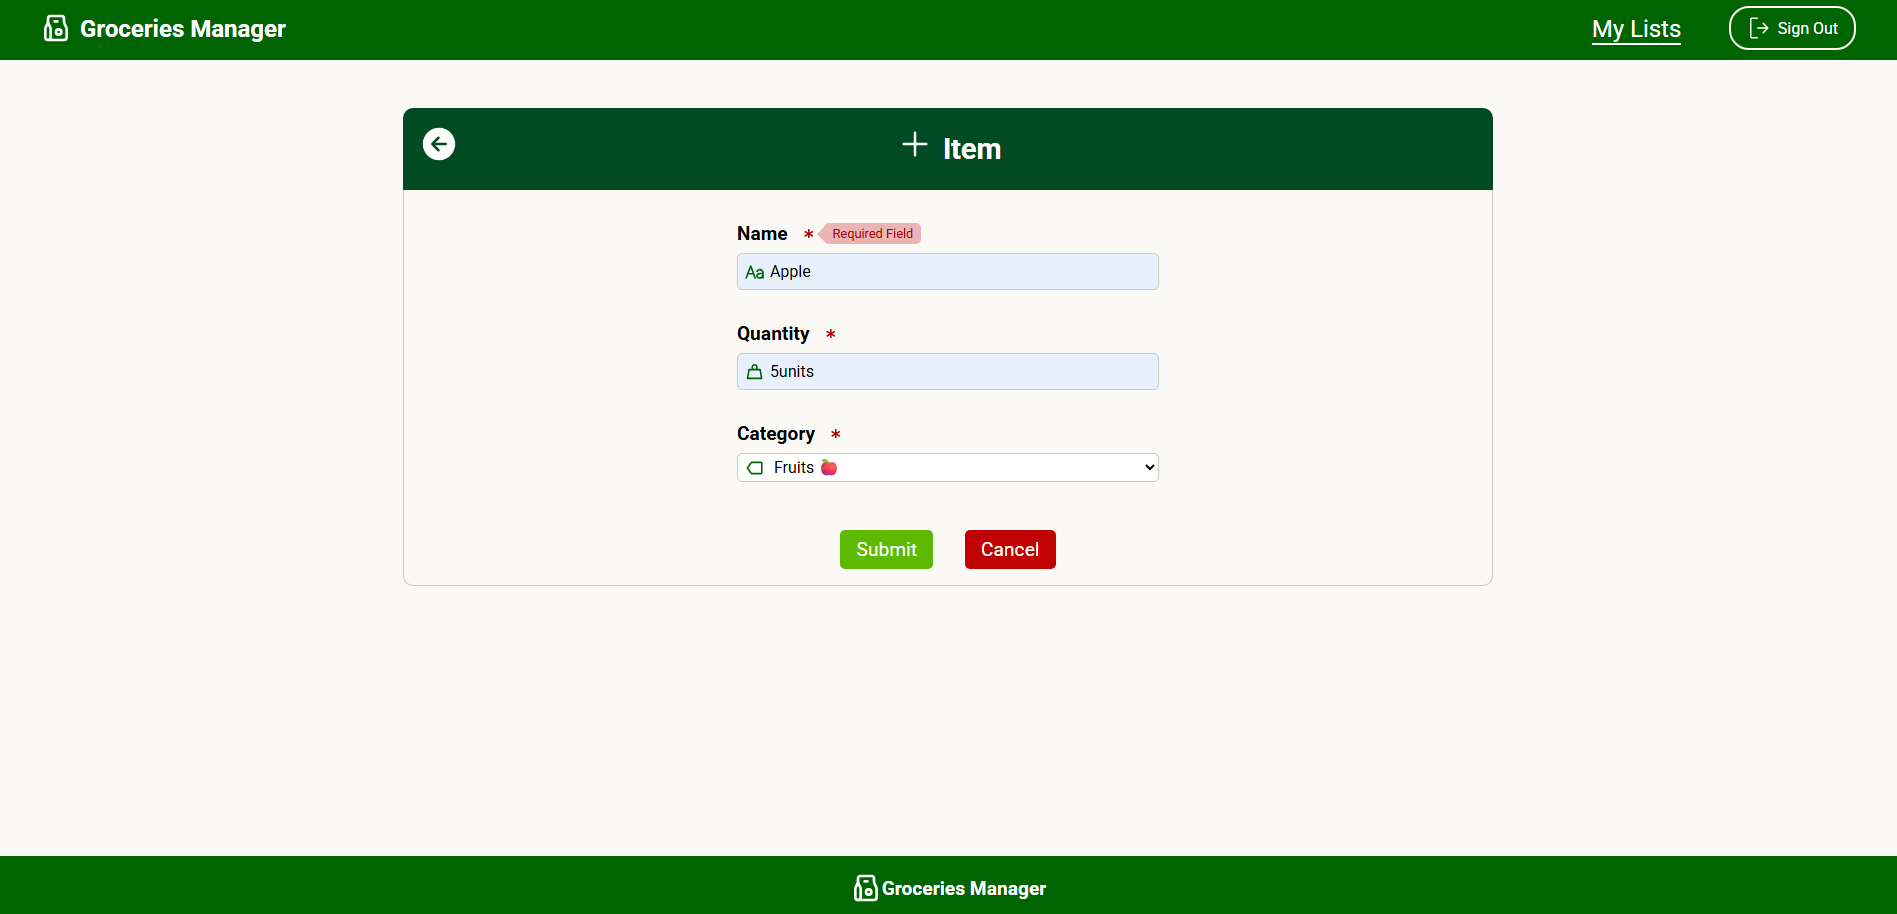 Groceries Manager
My Lists
Sign Out
Item
Name * Required Field
Aa Apple
Quantity *
5units
Category *
Fruits 🍎
Submit
Cancel
Groceries Manager